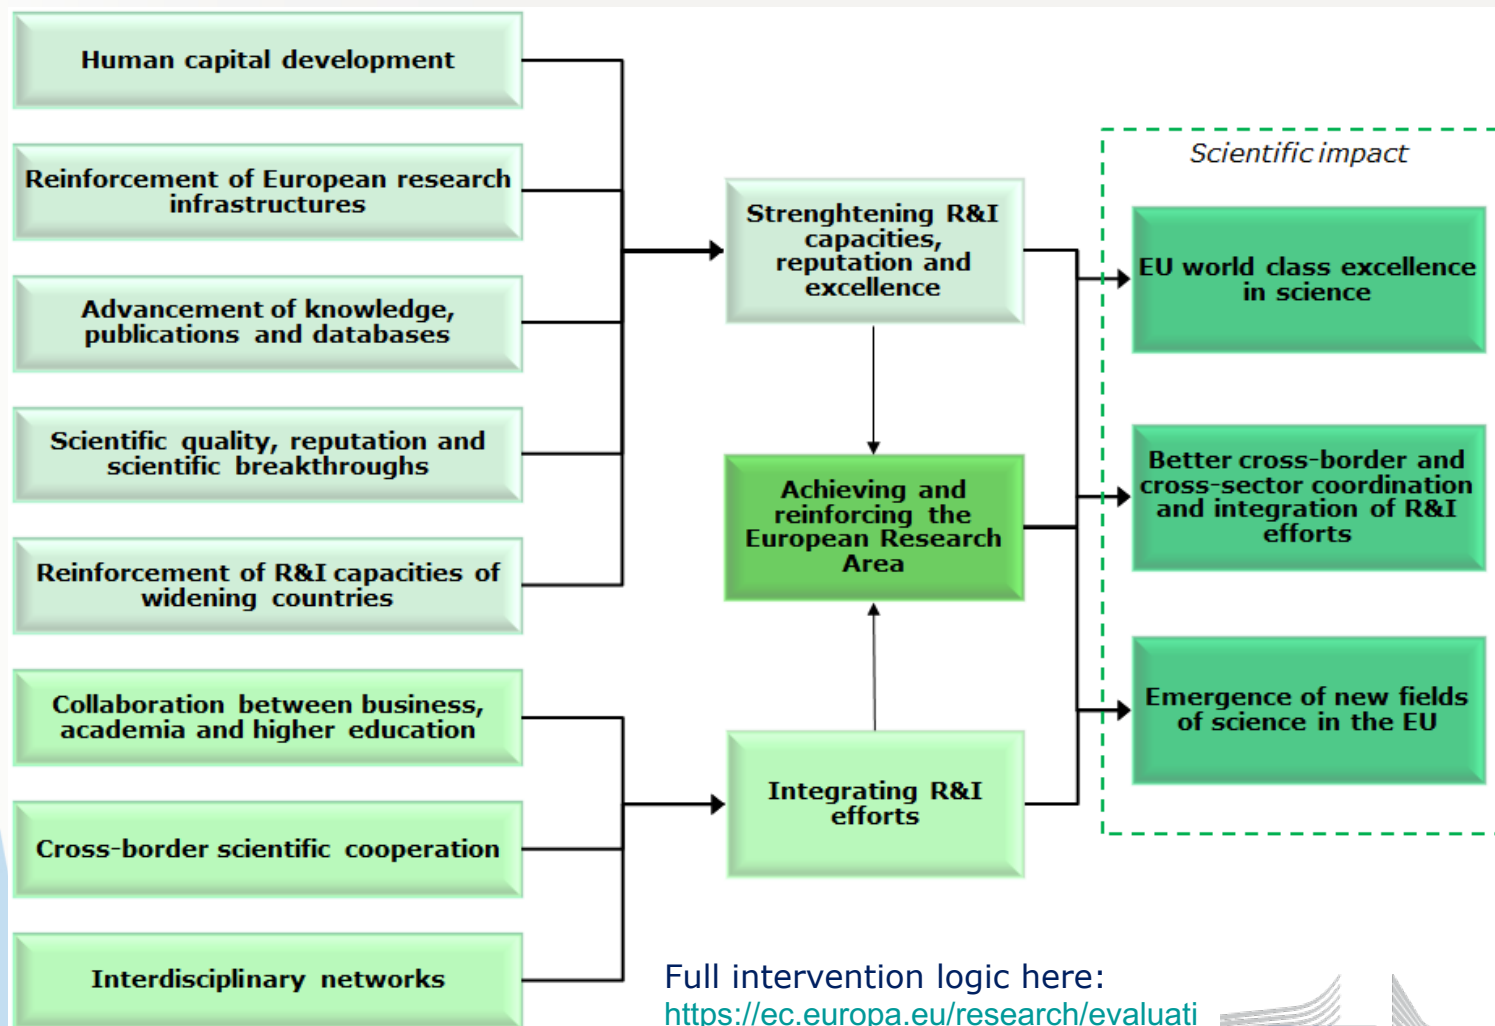 Human capital development
Reinforcement of European research
infrastructures
Advancement of knowledge,
publications and databases
Scientific quality, reputation and
scientific breakthroughs
Reinforcement of R&I capacities of
widening countries
Collaboration between business,
academia and higher education
Cross-border scientific cooperation
Interdisciplinary networks
Strenghtening R&I
capacities,
reputation and
excellence
Achieving and
reinforcing the
European Research
Area
Integrating R&I
efforts
Scientific impact
EU world class excellence
in science
Better cross-border and
cross-sector coordination
and integration of R&I
efforts
Emergence of new fields
of science in the EU
Full intervention logic here:
https://ec.europa.eu/research/evaluati